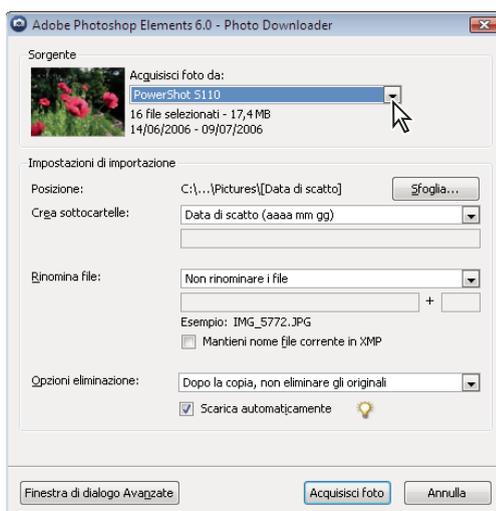 Adobe Photoshop Elements 6.0 - Photo Downloader
Sorgente
Acquisisci foto da:
PowerShot S110
16 file selezionati - 17,4 MB
14/06/2006 - 09/07/2006
Impostazioni di importazione
Posizione: C:\...\Pictures\[Data di scatto] Sfoglia...
Crea sottocartelle: Data di scatto (aaaa mm gg)
Rinomina file: Non rinominare i file
+
Esempio: IMG_5772.JPG
Mantieni nome file corrente in XMP
Opzioni eliminazione: Dopo la copia, non eliminare gli originali
Scarica automaticamente
Finestra di dialogo Avanzate Acquisisci foto Annulla